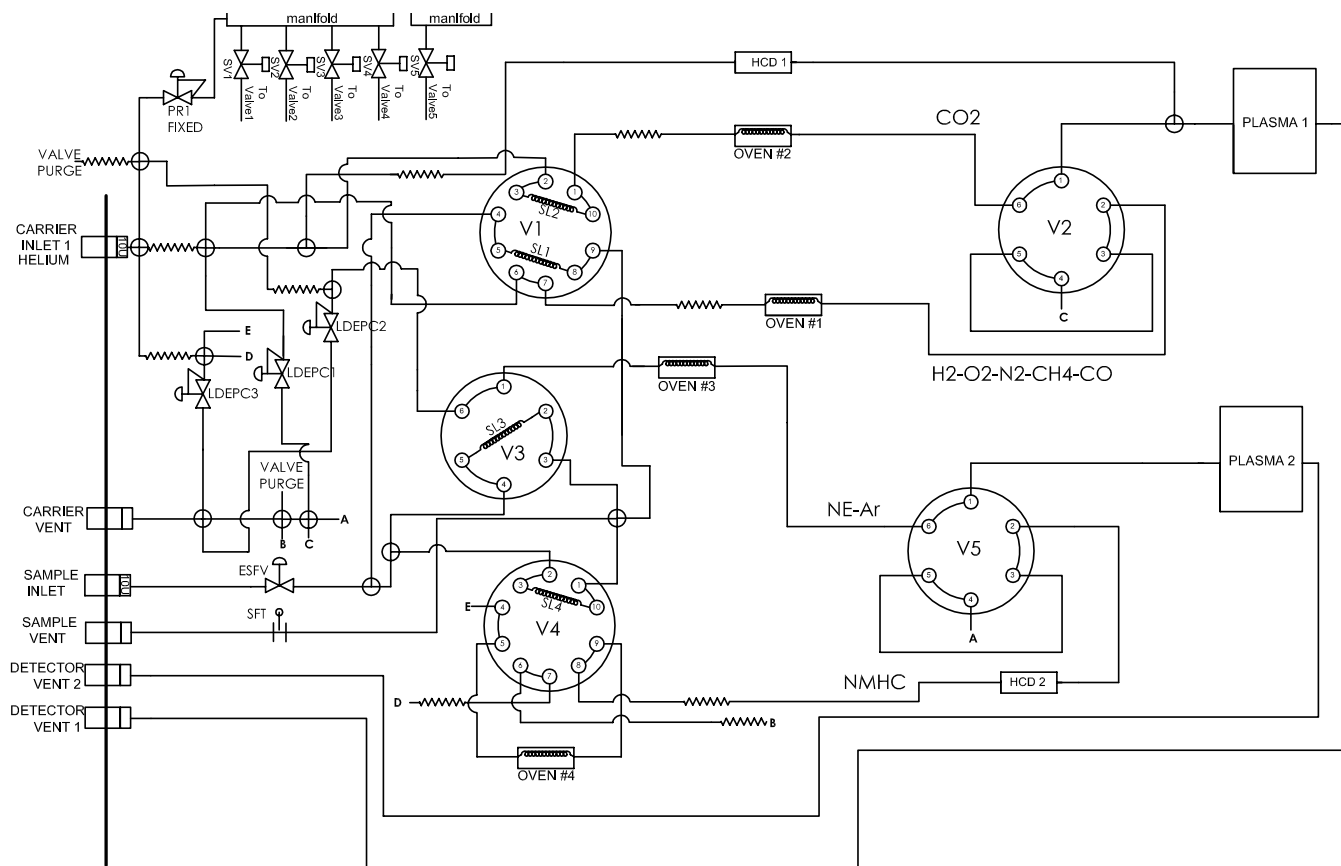 manifold
manifold
SV1
SV2
SV3
SV4
SV5
To
Valve1
To
Valve2
To
Valve3
To
Valve4
To
Valve5
HCD 1
PR1
FIXED
CO2
PLASMA 1
OVEN #2
VALVE
PURGE
CARRIER
INLET 1
HELIUM
100
V1
SL2
SL1
1
2
3
4
5
6
7
8
9
10
V2
1
2
3
4
5
6
C
OVEN #1
E
D
LDEPC2
LDEPC1
LDEPC3
H2-O2-N2-CH4-CO
OVEN #3
V3
SL3
1
2
3
4
5
6
VALVE
PURGE
PLASMA 2
CARRIER
VENT
A
B
C
NE-Ar
V5
1
2
3
4
5
6
A
SAMPLE
INLET
100
ESFV
SFT
SAMPLE
VENT
E
V4
SL4
1
2
3
4
5
6
7
8
9
10
DETECTOR
VENT 2
NMHC
HCD 2
D
B
DETECTOR
VENT 1
OVEN #4